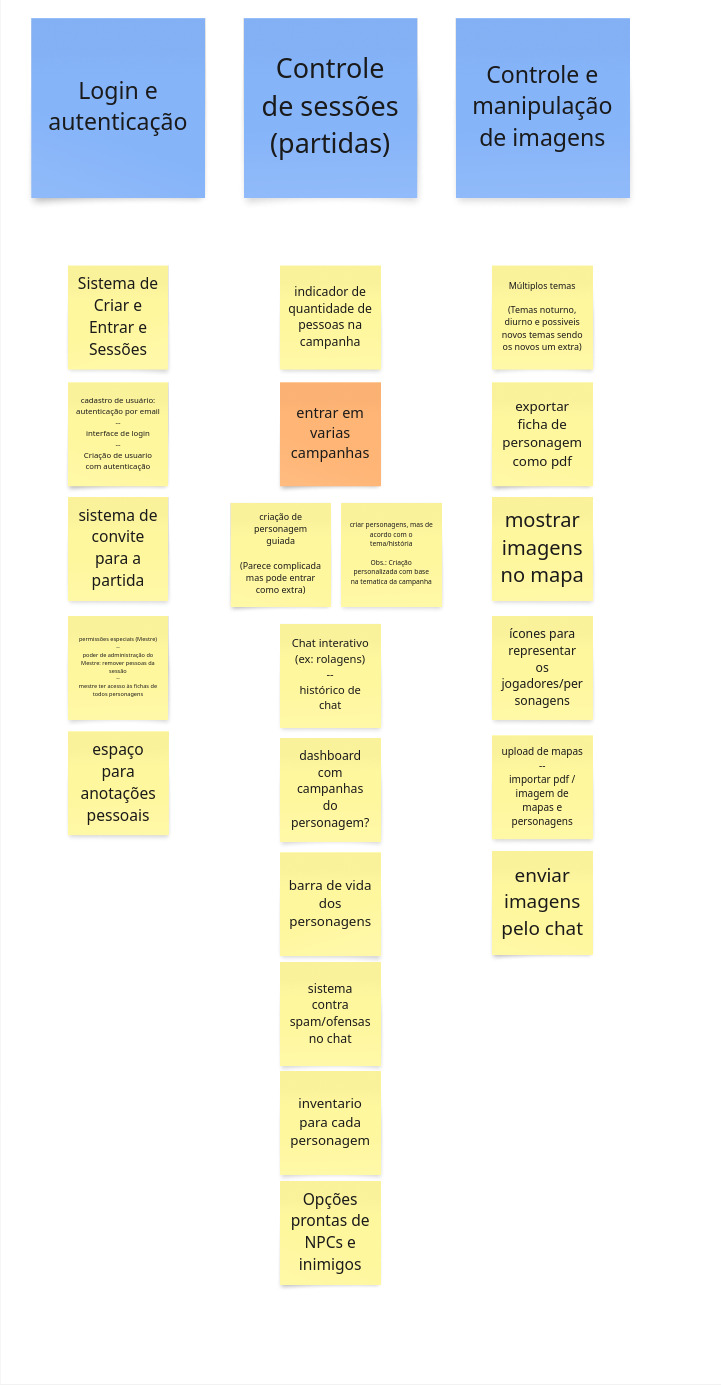 Login e
autenticação
Controle
de sessões
(partidas)
Controle e
manipulação
de imagens
Sistema de
Criar e
Entrar e
Sessões
cadastro de usuário:
autenticação por email
--
interface de login
--
Criação de usuario
com autenticação
sistema de
convite
para a
partida
permissões especiais (Mestre)
--
poder de administração do
Mestre: remover pessoas da
sessão
--
mestre ter acesso às fichas de
todos personagens
espaço
para
anotações
pessoais
indicador de
quantidade de
pessoas na
campanha
entrar em
varias
campanhas
criação de
personagem
guiada
(Parece complicada
mas pode entrar
como extra)
criar personagens, mas de
acordo com o
tema/história
Obs.: Criação
personalizada com base
na tematica da campanha
Chat interativo
(ex: rolagens)
--
histórico de
chat
dashboard
com
campanhas
do
personagem?
barra de vida
dos
personagens
sistema
contra
spam/ofensas
no chat
inventario
para cada
personagem
Opções
prontas de
NPCs e
inimigos
Múltiplos temas
(Temas noturno,
diurno e possiveis
novos temas sendo
os novos um extra)
exportar
ficha de
personagem
como pdf
mostrar
imagens
no mapa
ícones para
representar
os
jogadores/per
sonagens
upload de mapas
--
importar pdf /
imagem de
mapas e
personagens
enviar
imagens
pelo chat